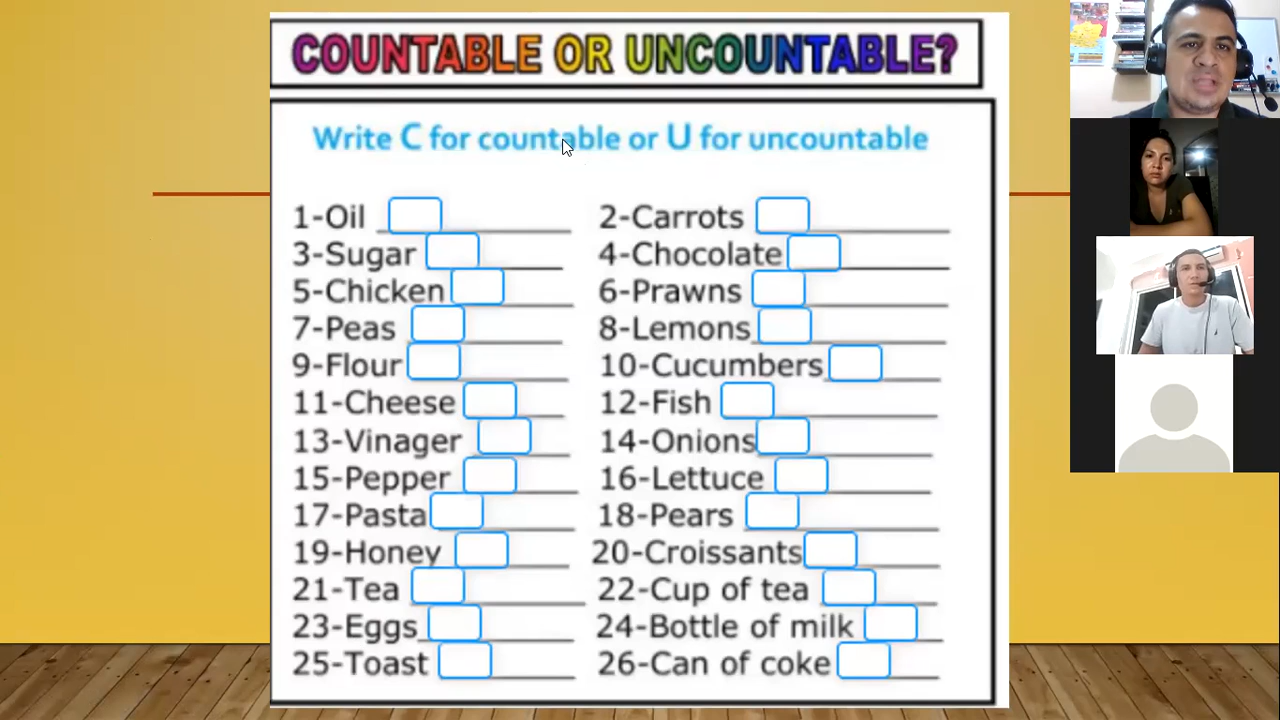 COUNTABLE OR UNCOUNTABLE?
Write C for countable or U for uncountable
1-Oil
2-Carrots
3-Sugar
4-Chocolate
5-Chicken
6-Prawns
7-Peas
8-Lemons
9-Flour
10-Cucumbers
11-Cheese
12-Fish
13-Vinager
14-Onions
15-Pepper
16-Lettuce
17-Pasta
18-Pears
19-Honey
20-Croissants
21-Tea
22-Cup of tea
23-Eggs
24-Bottle of milk
25-Toast
26-Can of coke